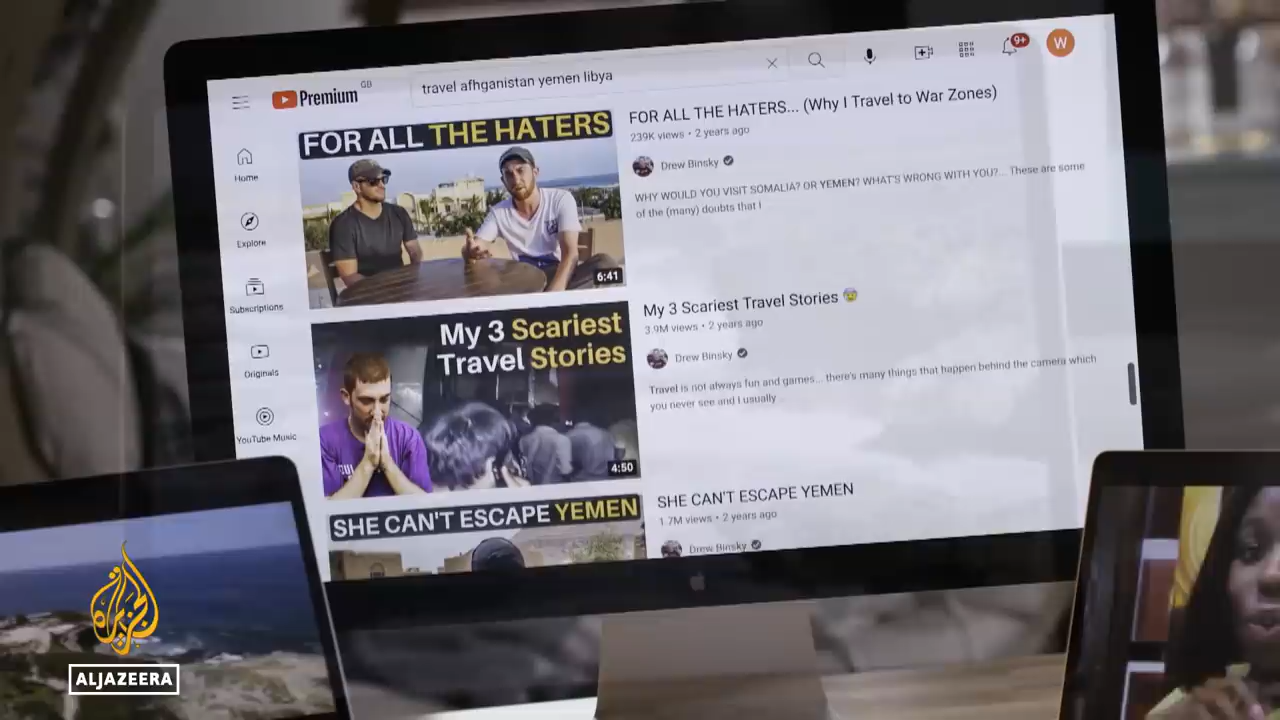 GB
Premium
travel afhganistan yemen libya
9+
W
Home
Explore
Subscriptions
Originals
YouTube Music
FOR ALL THE HATERS
6:41
FOR ALL THE HATERS... (Why I Travel to War Zones)
239K views • 2 years ago
Drew Binsky
WHY WOULD YOU VISIT SOMALIA? OR YEMEN? WHAT'S WRONG WITH YOU?... These are some
of the (many) doubts that I
My 3 Scariest
Travel Stories
4:50
My 3 Scariest Travel Stories 😰
3.9M views • 2 years ago
Drew Binsky
Travel is not always fun and games... there's many things that happen behind the camera which
you never see and I usually
SHE CAN'T ESCAPE YEMEN
SHE CAN'T ESCAPE YEMEN
1.7M views • 2 years ago
Drew Binsky
الجزيرة
ALJAZEERA